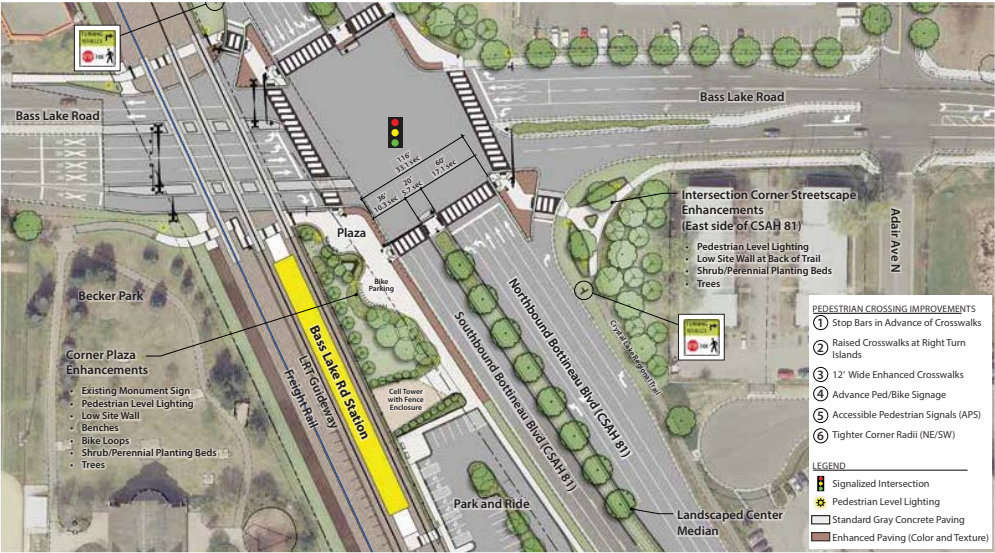 TURNING
VEHICLES
STOP
FOR
Bass Lake Road
Bass Lake Road
116'
33.1 sec
60'
17.1 sec
20'
5.7 sec
36'
10.3 sec
Plaza
Bike
Parking
Intersection Corner Streetscape
Enhancements
(East side of CSAH 81)
• Pedestrian Level Lighting
• Low Site Wall at Back of Trail
• Shrub/Perennial Planting Beds
• Trees
Adair Ave N
Becker Park
Corner Plaza
Enhancements
• Existing Monument Sign
• Pedestrian Level Lighting
• Low Site Wall
• Benches
• Bike Loops
• Shrub/Perennial Planting Beds
• Trees
Bass Lake Rd Station
LRT Guideway
Freight Rail
Cell Tower
with Fence
Enclosure
Southbound Bottineau Blvd (CSAH 81)
Northbound Bottineau Blvd (CSAH 81)
Crystal Lake Regional Trail
TURNING
VEHICLES
STOP
FOR
Park and Ride
Landscaped Center
Median
PEDESTRIAN CROSSING IMPROVEMENTS
1 Stop Bars in Advance of Crosswalks
2 Raised Crosswalks at Right Turn
Islands
3 12' Wide Enhanced Crosswalks
4 Advance Ped/Bike Signage
5 Accessible Pedestrian Signals (APS)
6 Tighter Corner Radii (NE/SW)
LEGEND
Signalized Intersection
Pedestrian Level Lighting
Standard Gray Concrete Paving
Enhanced Paving (Color and Texture)